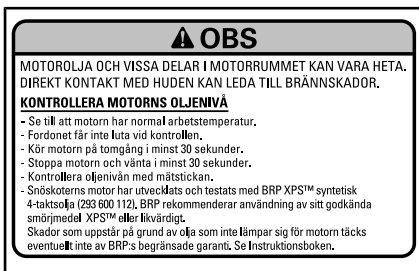 OBS
MOTOROLJA OCH VISSA DELAR I MOTORRUMMET KAN VARA HETA.
DIREKT KONTAKT MED HUDEN KAN LEDA TILL BRÄNNSKADOR.
KONTROLLERA MOTORNS OLJENIVÅ
- Se till att motorn har normal arbetstemperatur.
- Fordonet får inte luta vid kontrollen.
- Kör motorn på tomgång i minst 30 sekunder.
- Stoppa motorn och vänta i minst 30 sekunder.
- Kontrollera oljenivån med mätstickan.
- Snöskoterns motor har utvecklats och testats med BRP XPS™ syntetisk
4-taktsolja (293 600 112). BRP rekommenderar användning av sitt godkända
smörjmedel XPS™ eller likvärdigt.
Skador som uppstår på grund av olja som inte lämpar sig för motorn täcks
eventuellt inte av BRP:s begränsade garanti. Se Instruktionsboken.